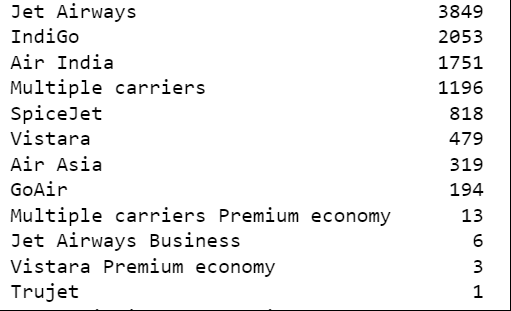 Jet Airways 3849
IndiGo 2053
Air India 1751
Multiple carriers 1196
SpiceJet 818
Vistara 479
Air Asia 319
GoAir 194
Multiple carriers Premium economy 13
Jet Airways Business 6
Vistara Premium economy 3
Trujet 1